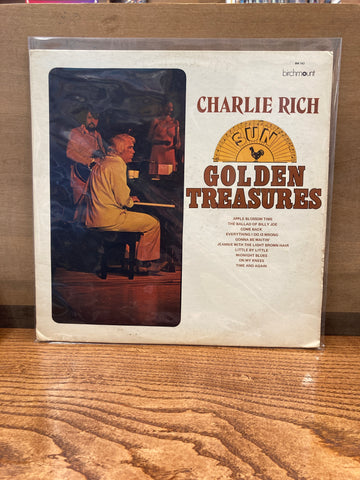 BM 543
birchmount
CHARLIE RICH
SUN
GOLDEN
TREASURES
APPLE BLOSSOM TIME
THE BALLAD OF BILLY JOE
COME BACK
EVERYTHING I DO IS WRONG
GONNA BE WAITIN'
JEANNIE WITH THE LIGHT BROWN HAIR
LITTLE BY LITTLE
MIDNIGHT BLUES
ON MY KNEES
TIME AND AGAIN